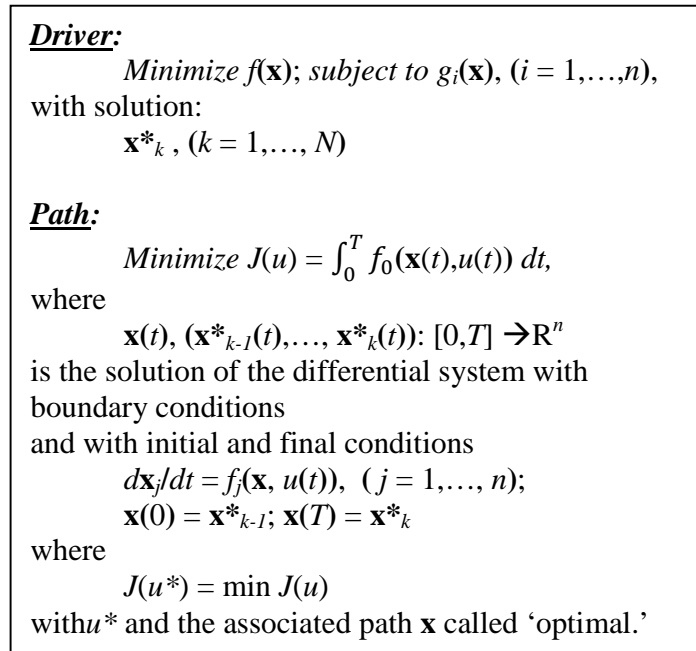 Driver:
Minimize f(x); subject to gᵢ(x), (i = 1,…,n),
with solution:
x*ₖ , (k = 1,…, N)
Path:
Minimize J(u) = ∫₀ᵀ f₀(x(t),u(t)) dt,
where
x(t), (x*ₖ₋₁(t),…, x*ₖ(t)): [0,T] →Rⁿ
is the solution of the differential system with
boundary conditions
and with initial and final conditions
dxⱼ/dt = fⱼ(x, u(t)), ( j = 1,…, n);
x(0) = x*ₖ₋₁; x(T) = x*ₖ
where
J(u*) = min J(u)
withu* and the associated path x called ‘optimal.’